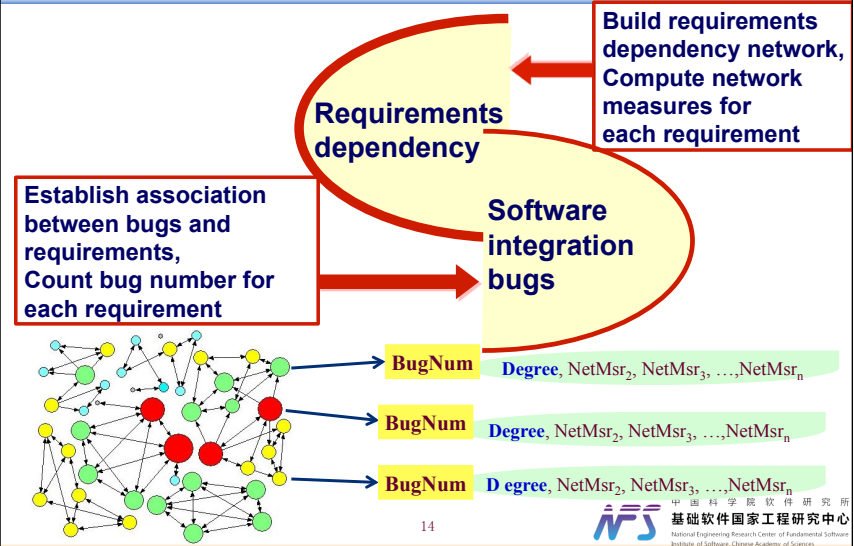 Build requirements
dependency network,
Compute network
measures for
each requirement
Requirements
dependency
Establish association
between bugs and
requirements,
Count bug number for
each requirement
Software
integration
bugs
BugNum Degree, NetMsr2, NetMsr3, …,NetMsrn
BugNum Degree, NetMsr2, NetMsr3, …,NetMsrn
BugNum D egree, NetMsr2, NetMsr3, …,NetMsrn
14
NFS
中国科学院软件研究所
基础软件国家工程研究中心
National Engineering Research Center of Fundamental Software
Institute of Software, Chinese Academy of Sciences